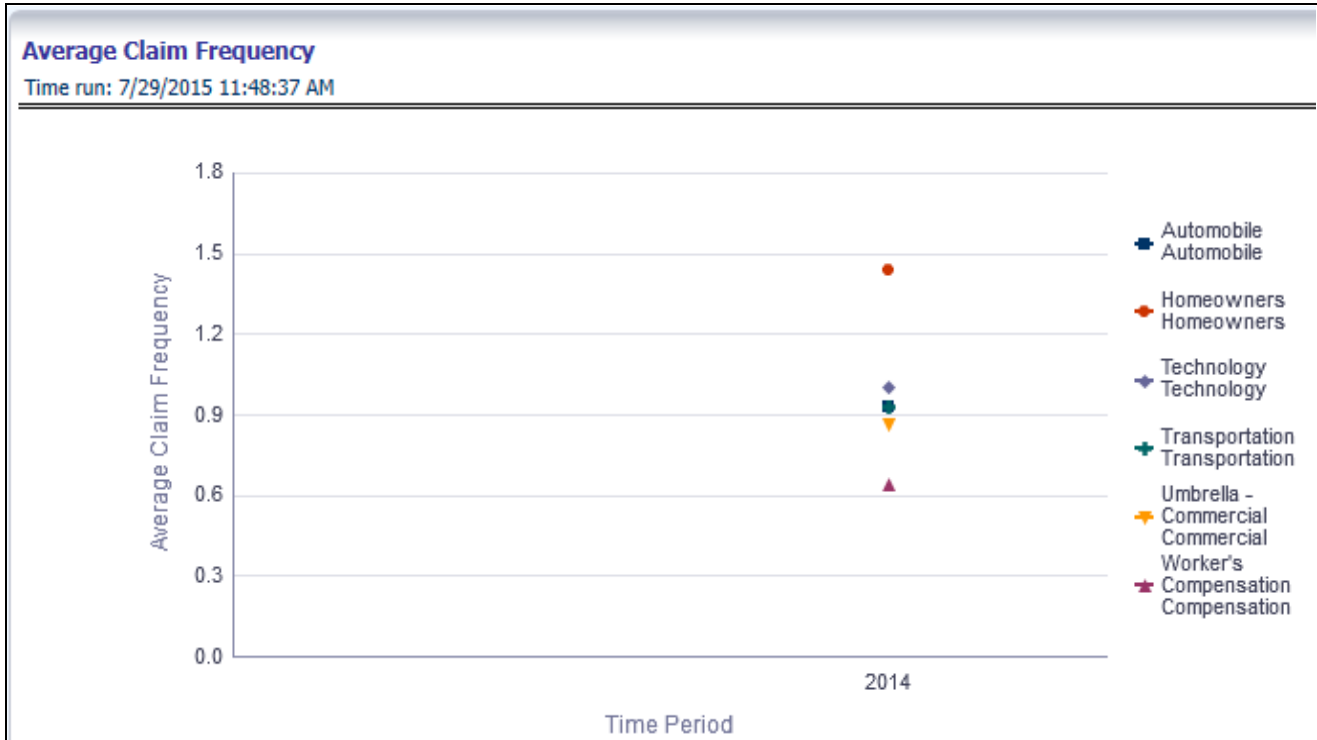 Average Claim Frequency
Time run: 7/29/2015 11:48:37 AM
1.8
1.5
1.2
0.9
0.6
0.3
0.0
Average Claim Frequency
2014
Time Period
Automobile
Automobile
Homeowners
Homeowners
Technology
Technology
Transportation
Transportation
Umbrella -
Commercial
Commercial
Worker's
Compensation
Compensation